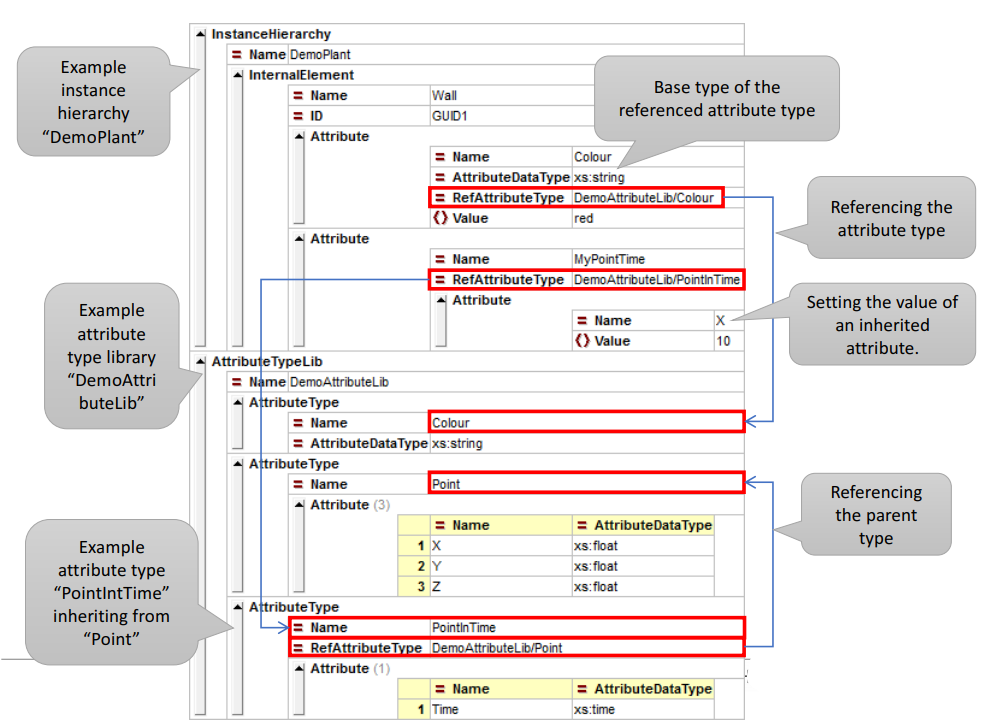 InstanceHierarchy
= Name DemoPlant
InternalElement
= Name Wall
= ID GUID1
Attribute
= Name Colour
= AttributeDataType xs:string
= RefAttributeType DemoAttributeLib/Colour
() Value red
Attribute
= Name MyPointTime
= RefAttributeType DemoAttributeLib/PointInTime
Attribute
= Name X
() Value 10
AttributeTypeLib
= Name DemoAttributeLib
AttributeType
= Name Colour
= AttributeDataType xs:string
AttributeType
= Name Point
Attribute (3)
= Name = AttributeDataType
1 X xs:float
2 Y xs:float
3 Z xs:float
AttributeType
= Name PointInTime
= RefAttributeType DemoAttributeLib/Point
Attribute (1)
= Name = AttributeDataType
1 Time xs:time
Example
instance
hierarchy
“DemoPlant”
Base type of the
referenced attribute type
Referencing the
attribute type
Setting the value of
an inherited
attribute.
Example
attribute
type library
“DemoAttri
buteLib”
Referencing
the parent
type
Example
attribute type
“PointIntTime”
inheriting from
“Point”